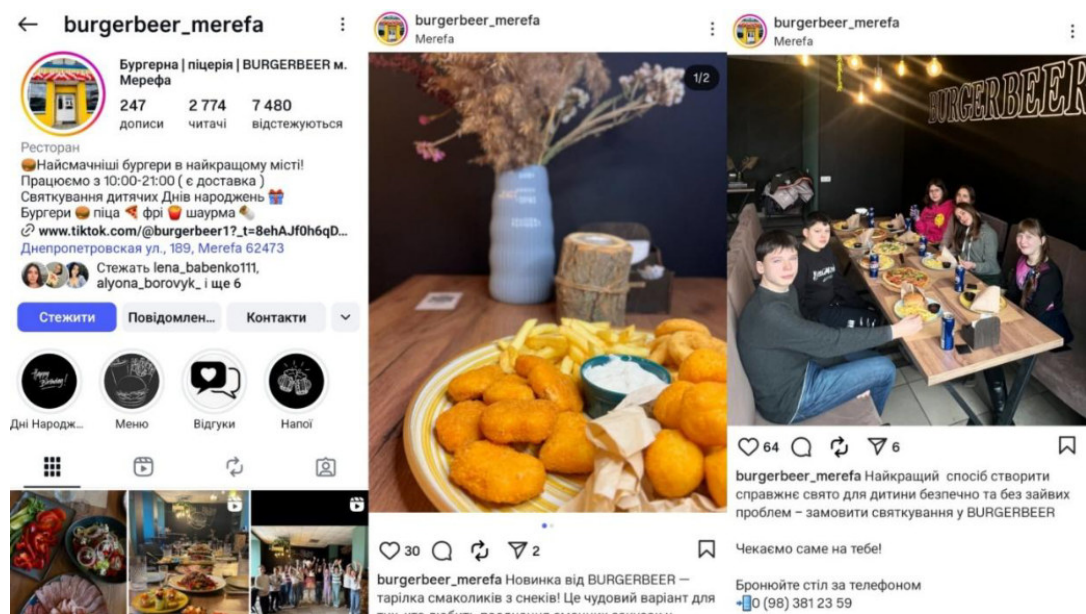 burgerbeer_merefa
Бургерна | піцерія | BURGERBEER м.
Мерефа
247 2 774 7 480
дописи читачі відстежуються
Ресторан
🍔Найсмачніші бургери в найкращому місті!
Працюємо з 10:00-21:00 ( є доставка )
Святкування дитячих Днів народжень 🎁
Бургери 🍔 піца 🍕 фрі 🍟 шаурма 🌯
www.tiktok.com/@burgerbeer1?_t=8ehAJf0h6qD...
Днепропетровская ул., 189, Merefa 62473
Стежать lena_babenko111,
alyona_borovyk_ і ще 6
Стежити Повідомлен... Контакти
Happy
Birthday!
Дні Народж... Меню Відгуки Напої
burgerbeer_merefa
Merefa
1/2
30 2
burgerbeer_merefa Новинка від BURGERBEER —
тарілка смаколиків з снеків! Це чудовий варіант для
burgerbeer_merefa
Merefa
BURGERBEER
64 6
burgerbeer_merefa Найкращий спосіб створити
справжнє свято для дитини безпечно та без зайвих
проблем – замовити святкування у BURGERBEER
Чекаємо саме на тебе!
Бронюйте стіл за телефоном
📲0 (98) 381 23 59